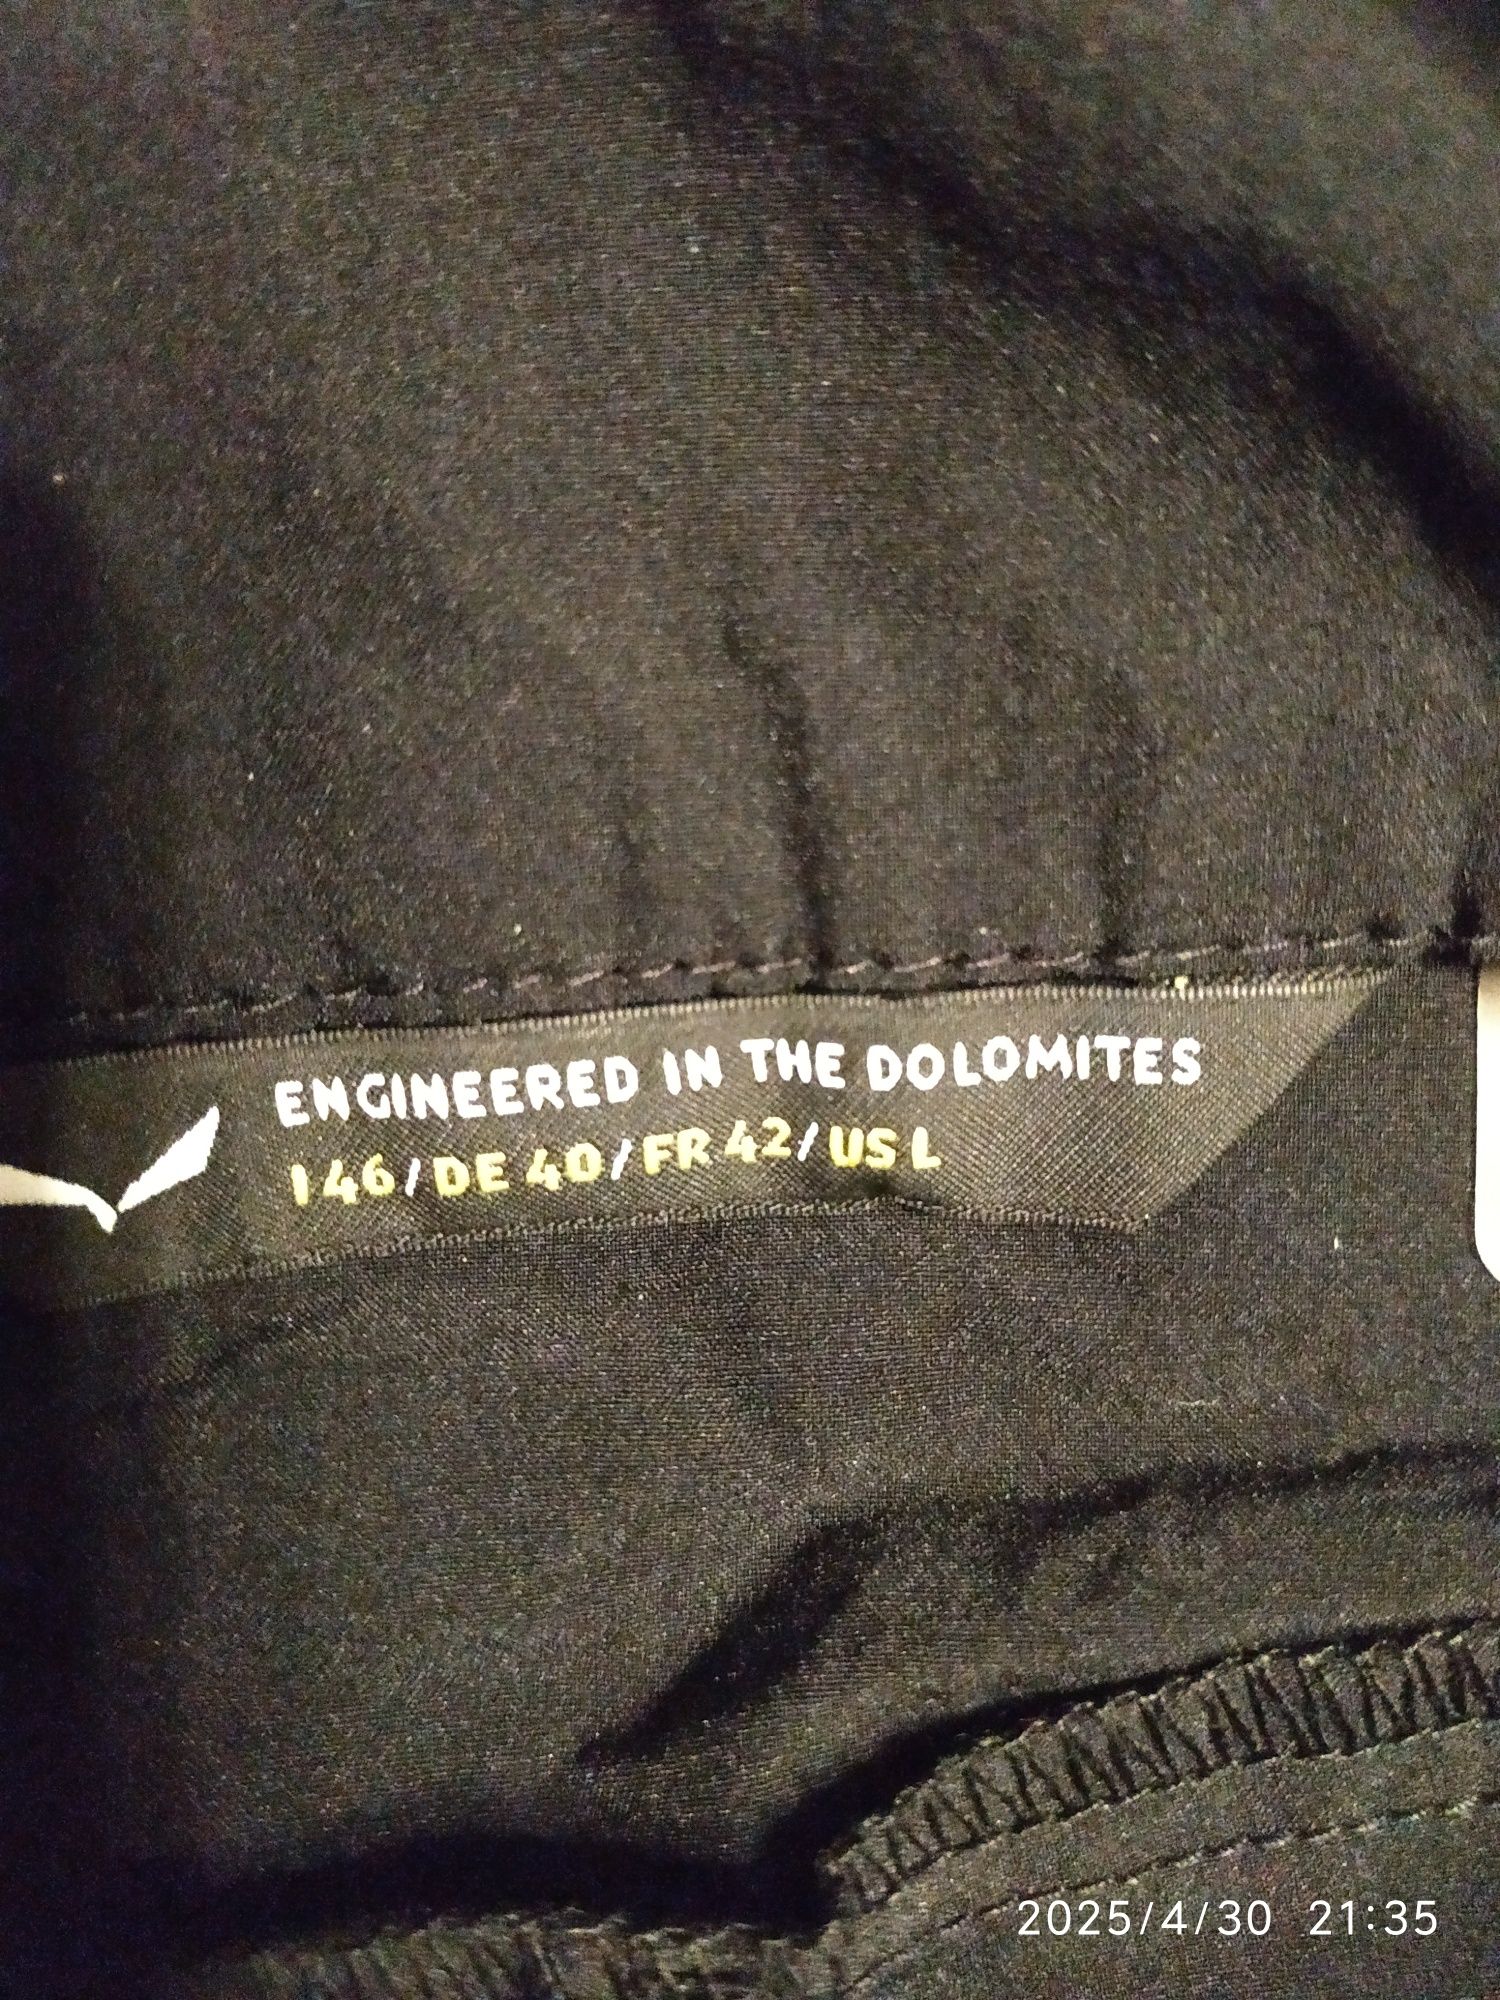 ENGINEERED IN THE DOLOMITES
I 46/DE 40/FR 42/US L
2025/4/30 21:35